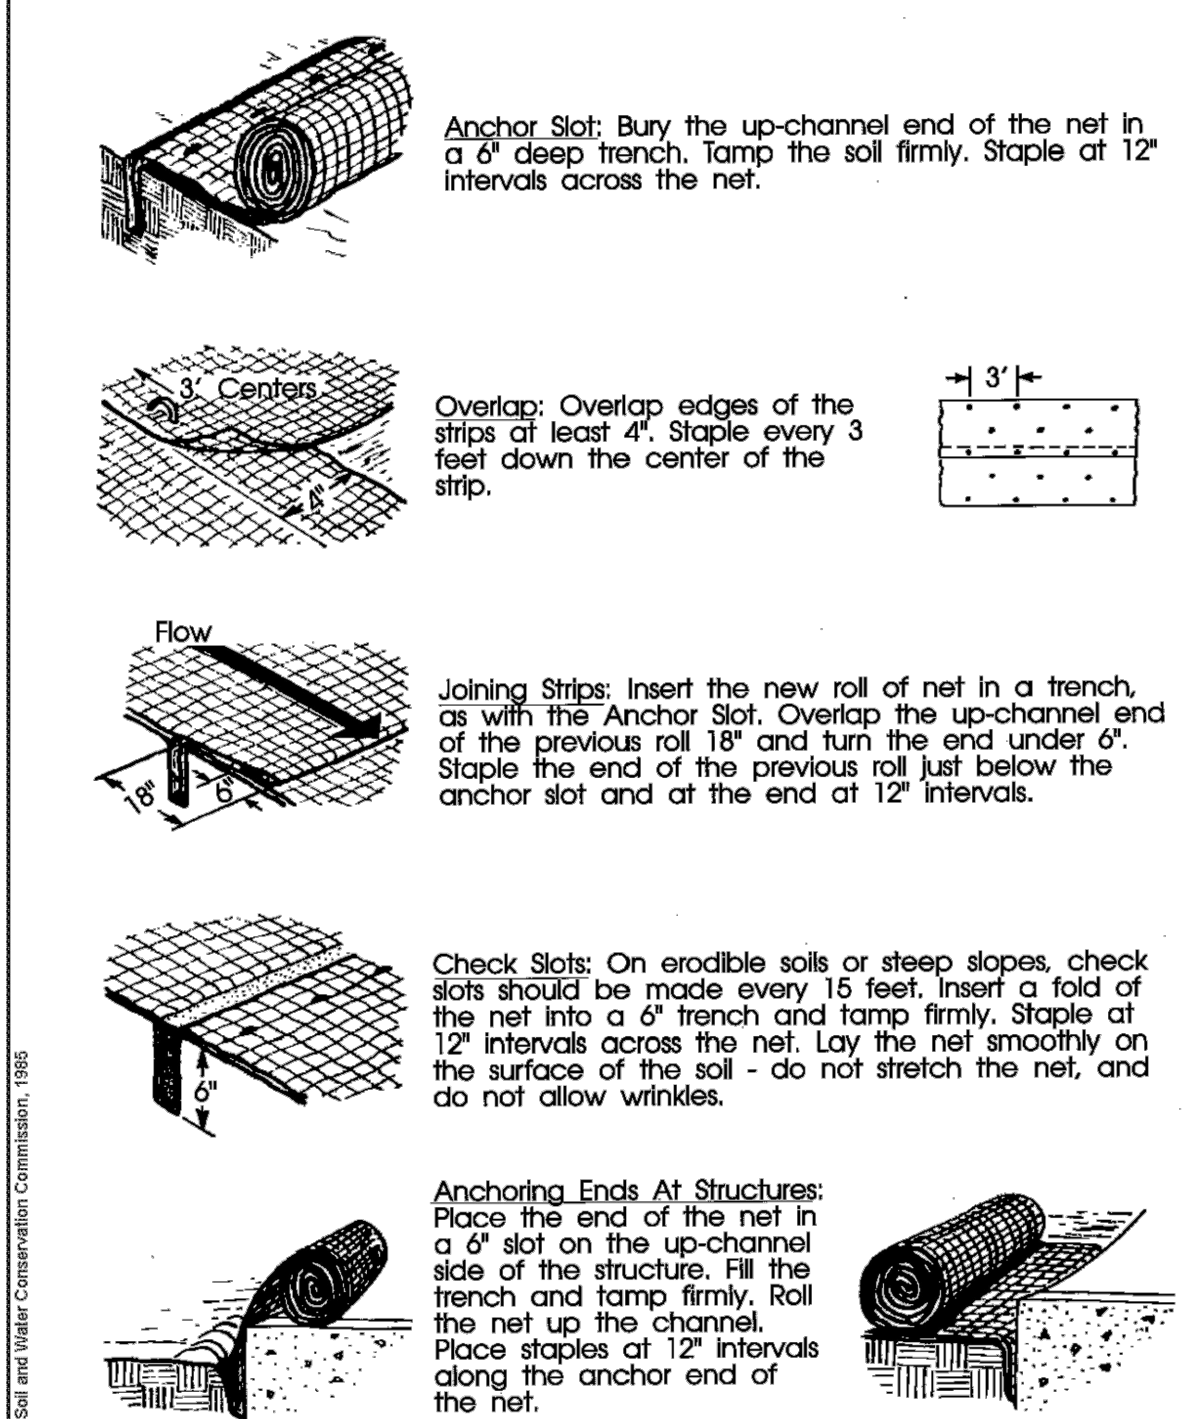 Anchor Slot: Bury the up-channel end of the net in
a 6" deep trench. Tamp the soil firmly. Staple at 12"
intervals across the net.
3' Centers
4"
Overlap: Overlap edges of the
strips at least 4". Staple every 3
feet down the center of the
strip.
3'
Flow
18"
6"
Joining Strips: Insert the new roll of net in a trench,
as with the Anchor Slot. Overlap the up-channel end
of the previous roll 18" and turn the end under 6".
Staple the end of the previous roll just below the
anchor slot and at the end at 12" intervals.
6"
Check Slots: On erodible soils or steep slopes, check
slots should be made every 15 feet. Insert a fold of
the net into a 6" trench and tamp firmly. Staple at
12" intervals across the net. Lay the net smoothly on
the surface of the soil - do not stretch the net, and
do not allow wrinkles.
Anchoring Ends At Structures:
Place the end of the net in
a 6" slot on the up-channel
side of the structure. Fill the
trench and tamp firmly. Roll
the net up the channel.
Place staples at 12" intervals
along the anchor end of
the net.
Soil and Water Conservation Commission, 1985